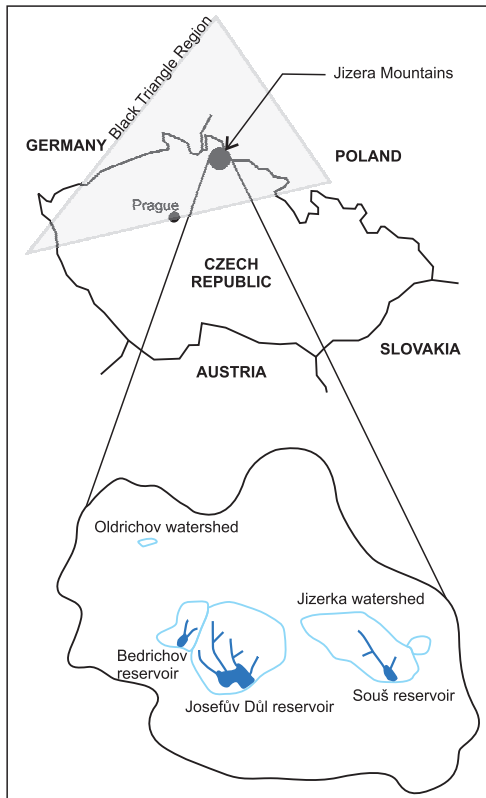 Black Triangle Region
Jizera Mountains
GERMANY
POLAND
Prague
CZECH
REPUBLIC
SLOVAKIA
AUSTRIA
Oldrichov watershed
Jizerka watershed
Bedrichov
reservoir
Souš reservoir
Josefův Důl reservoir